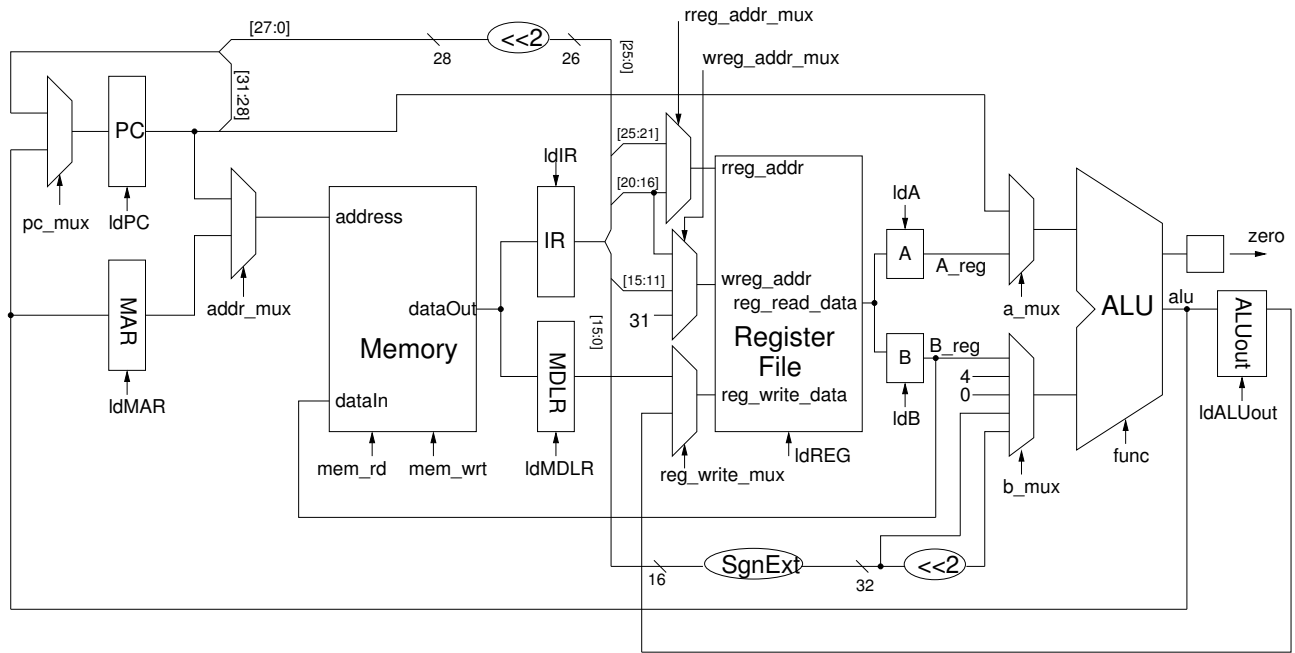 rreg_addr_mux
[27:0]
<<2
28
26
[25:0]
wreg_addr_mux
[31:28]
PC
[25:21]
ldIR
rreg_addr
[20:16]
ldA
zero
pc_mux
ldPC
address
IR
A
A_reg
wreg_addr
[15:11]
reg_read_data
addr_mux
MAR
dataOut
31
a_mux
ALU
alu
ALUout
[15:0]
Memory
MDLR
Register
File
B
B_reg
4
0
ldMAR
dataIn
reg_write_data
ldB
ldALUout
mem_rd
mem_wrt
ldMDLR
reg_write_mux
ldREG
func
b_mux
16
SgnExt
32
<<2